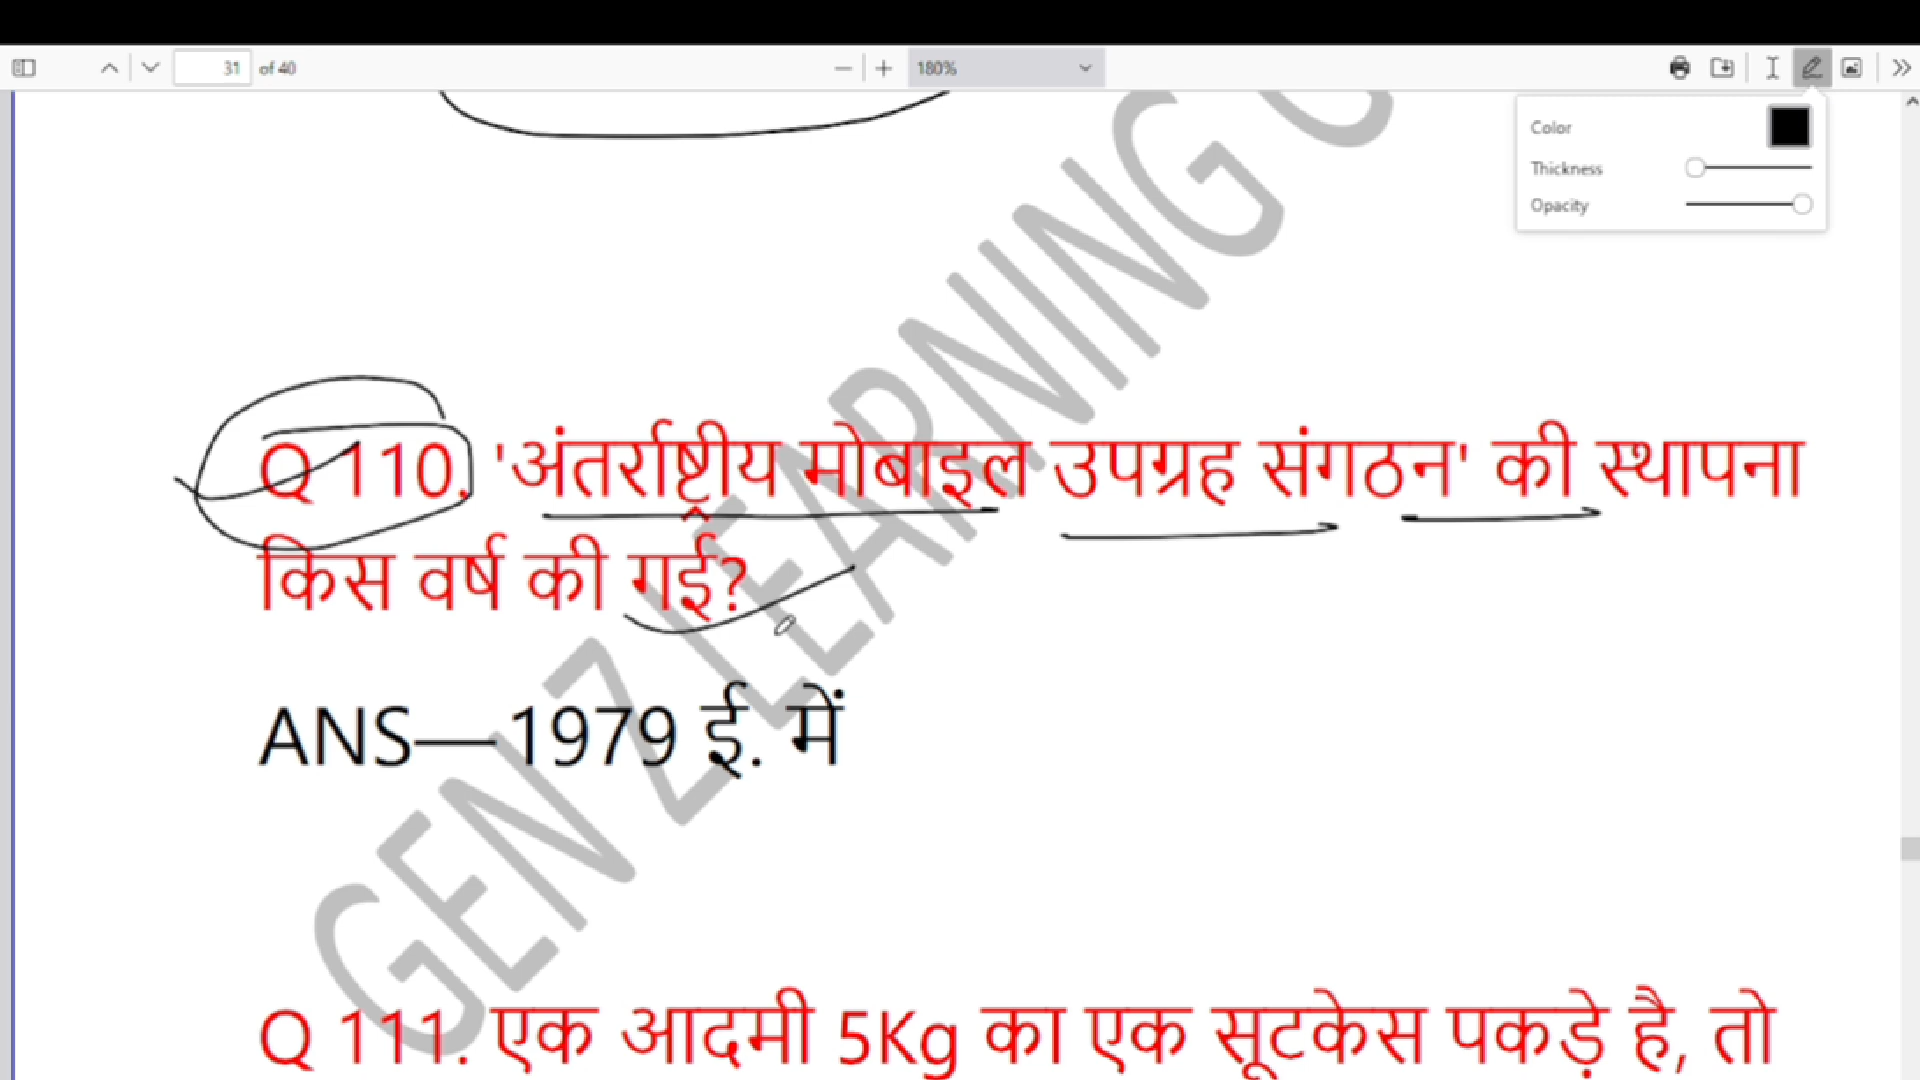 31 of 40
180%
Color
Thickness
Opacity
Q 110. 'अंतर्राष्ट्रीय मोबाइल उपग्रह संगठन' की स्थापना
किस वर्ष की गई?
ANS—1979 ई. में
GEN Z LEARNING
Q 111. एक आदमी 5Kg का एक सूटकेस पकड़े है, तो